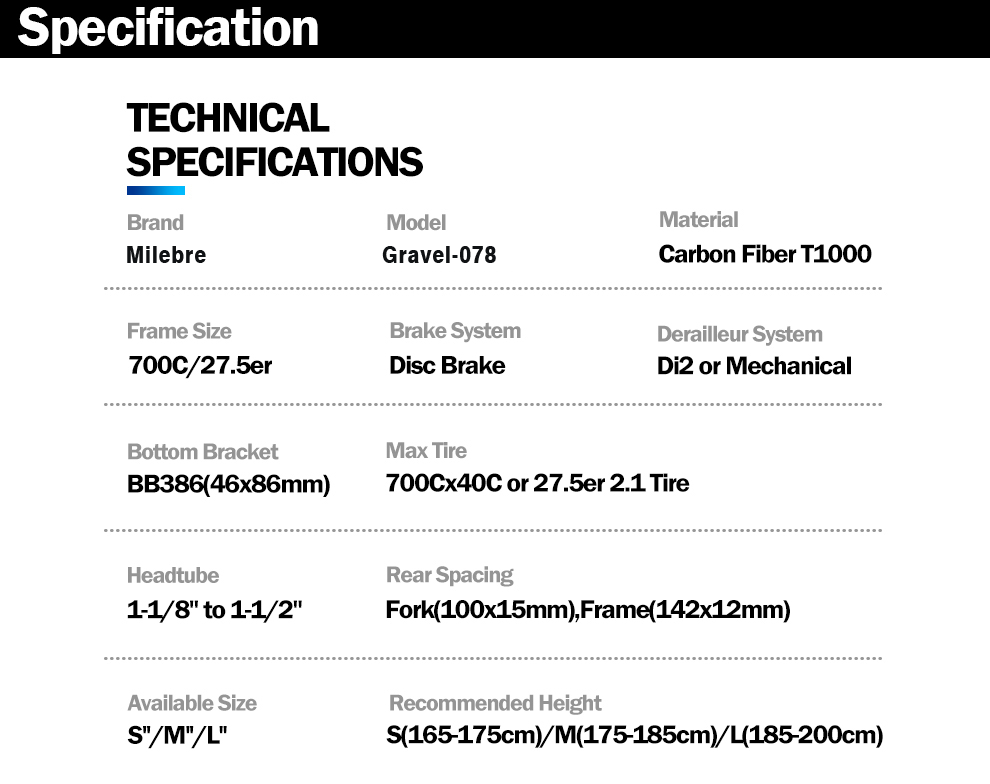 Specification
TECHNICAL
SPECIFICATIONS
Brand
Model
Material
Milebre
Gravel-078
Carbon Fiber T1000
Frame Size
Brake System
Derailleur System
700C/27.5er
Disc Brake
Di2 or Mechanical
Bottom Bracket
Max Tire
BB386(46x86mm)
700Cx40C or 27.5er 2.1 Tire
Headtube
Rear Spacing
1-1/8" to 1-1/2"
Fork(100x15mm),Frame(142x12mm)
Available Size
Recommended Height
S"/M"/L"
S(165-175cm)/M(175-185cm)/L(185-200cm)